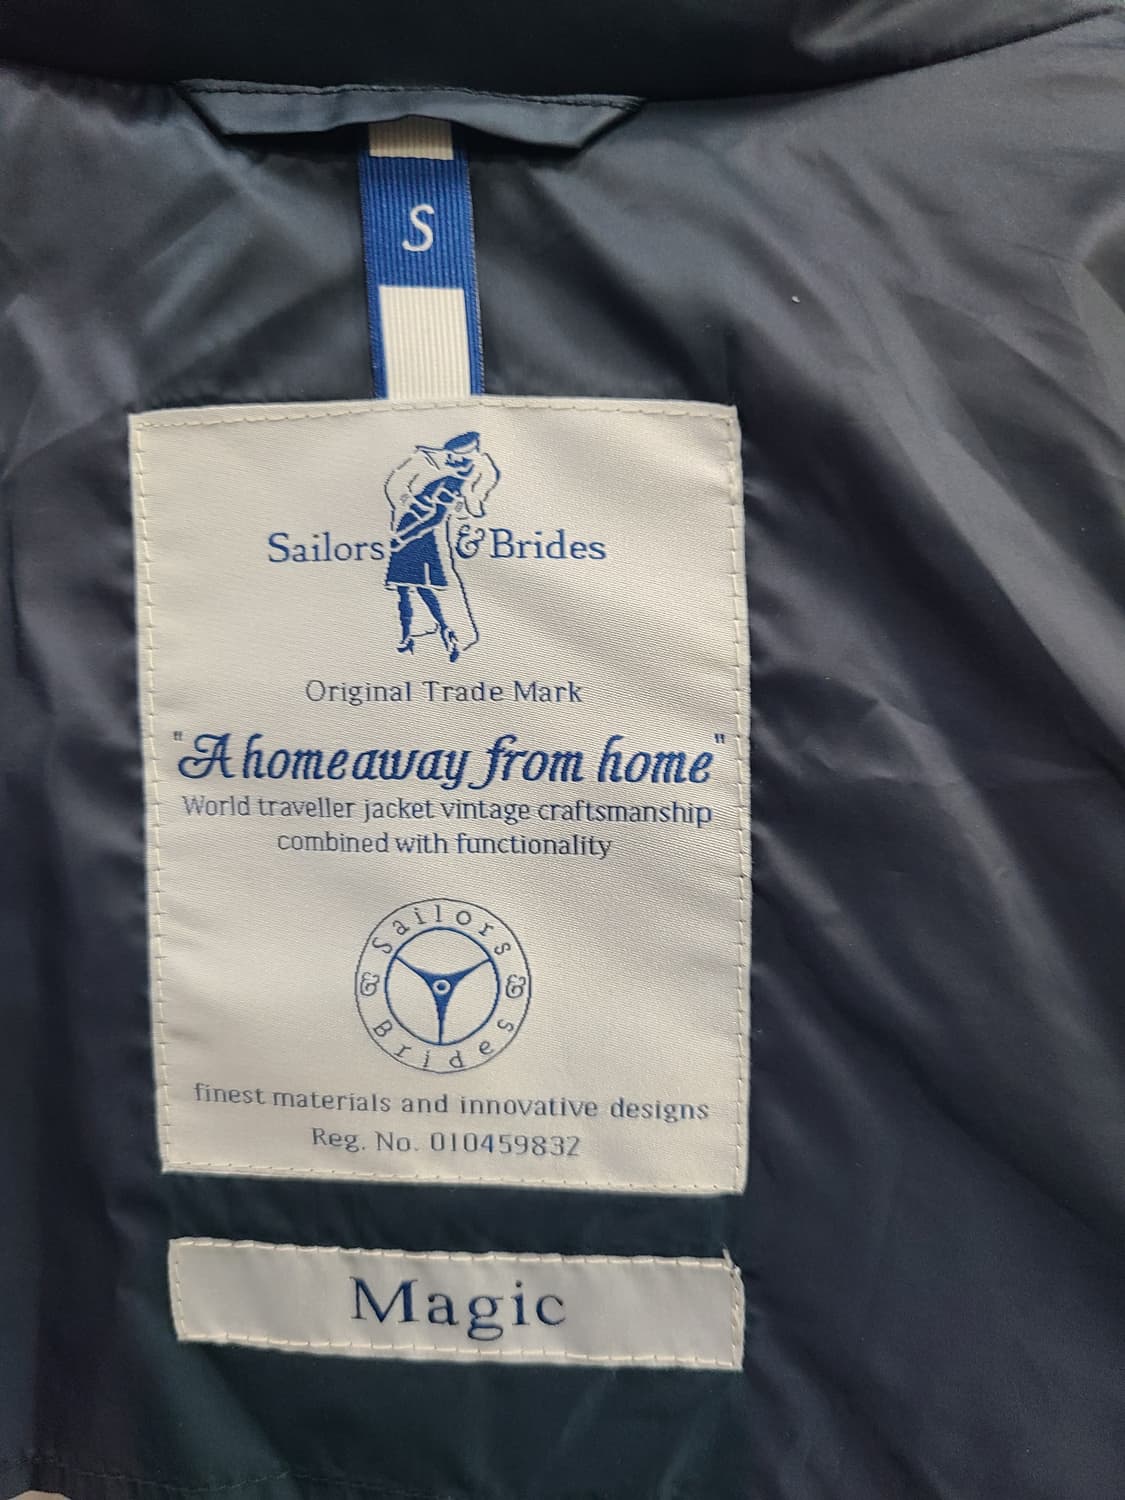 S
Sailors & Brides
Original Trade Mark
"A home away from home"
World traveller jacket vintage craftsmanship
combined with functionality
& Sailors &
Brides
finest materials and innovative designs
Reg. No. 010459832
Magic